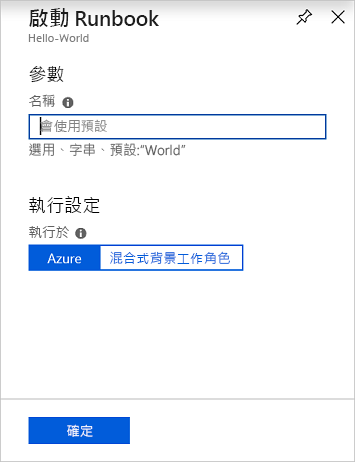 啟動 Runbook
Hello-World
參數
名稱
會使用預設
選用、字串、預設:“World”
執行設定
執行於
Azure 混合式背景工作角色
確定